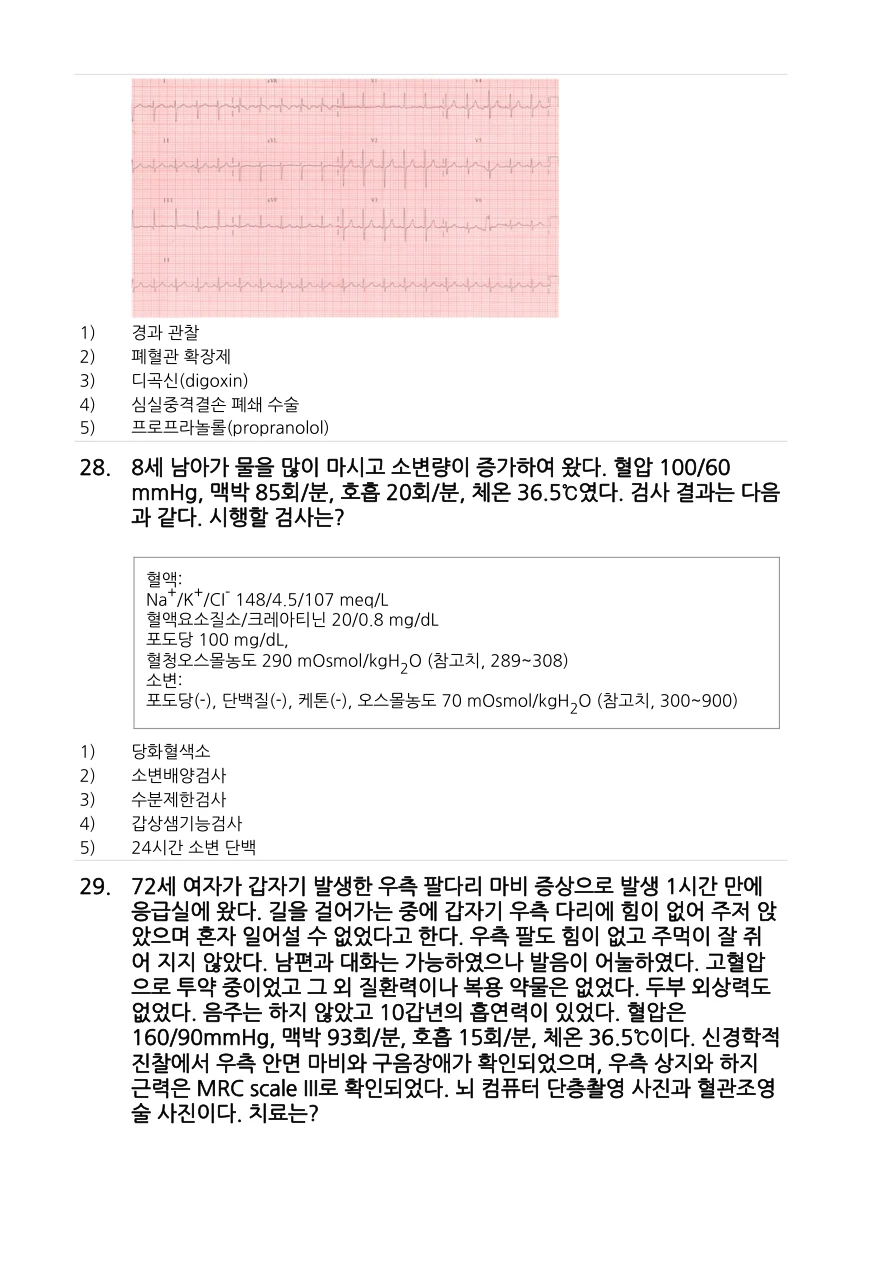 I aVR V1 V4
II aVL V2 V5
III aVF V3 V6
II
1) 경과 관찰
2) 폐혈관 확장제
3) 디곡신(digoxin)
4) 심실중격결손 폐쇄 수술
5) 프로프라놀롤(propranolol)
28. 8세 남아가 물을 많이 마시고 소변량이 증가하여 왔다. 혈압 100/60
mmHg, 맥박 85회/분, 호흡 20회/분, 체온 36.5℃였다. 검사 결과는 다음
과 같다. 시행할 검사는?
혈액:
Na⁺/K⁺/Cl⁻ 148/4.5/107 meq/L
혈액요소질소/크레아티닌 20/0.8 mg/dL
포도당 100 mg/dL,
혈청오스몰농도 290 mOsmol/kgH₂O (참고치, 289~308)
소변:
포도당(-), 단백질(-), 케톤(-), 오스몰농도 70 mOsmol/kgH₂O (참고치, 300~900)
1) 당화혈색소
2) 소변배양검사
3) 수분제한검사
4) 갑상샘기능검사
5) 24시간 소변 단백
29. 72세 여자가 갑자기 발생한 우측 팔다리 마비 증상으로 발생 1시간 만에
응급실에 왔다. 길을 걸어가는 중에 갑자기 우측 다리에 힘이 없어 주저 앉
았으며 혼자 일어설 수 없었다고 한다. 우측 팔도 힘이 없고 주먹이 잘 쥐
어 지지 않았다. 남편과 대화는 가능하였으나 발음이 어눌하였다. 고혈압
으로 투약 중이었고 그 외 질환력이나 복용 약물은 없었다. 두부 외상력도
없었다. 음주는 하지 않았고 10갑년의 흡연력이 있었다. 혈압은
160/90mmHg, 맥박 93회/분, 호흡 15회/분, 체온 36.5℃이다. 신경학적
진찰에서 우측 안면 마비와 구음장애가 확인되었으며, 우측 상지와 하지
근력은 MRC scale III로 확인되었다. 뇌 컴퓨터 단층촬영 사진과 혈관조영
술 사진이다. 치료는?